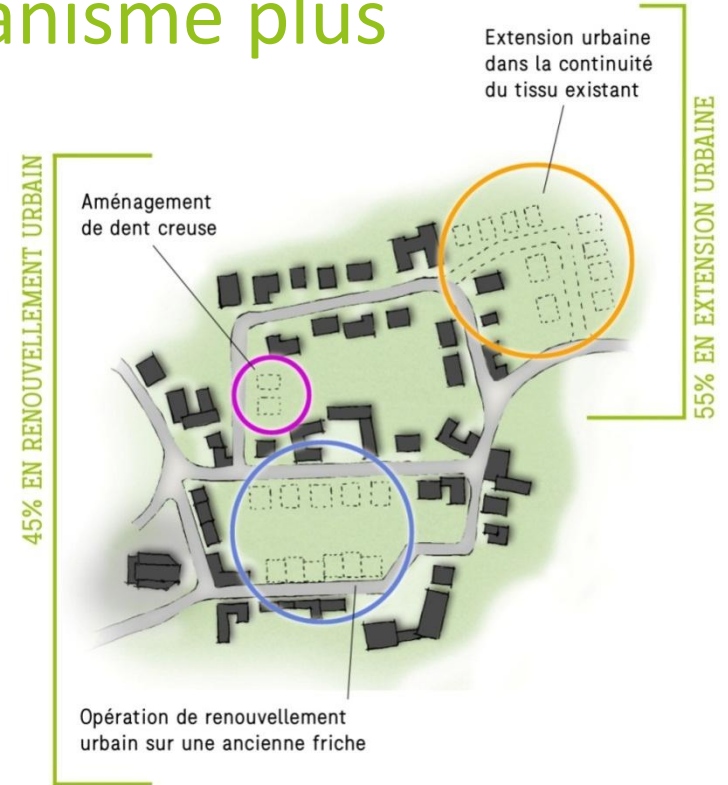 anisme plus
Extension urbaine
dans la continuité
du tissu existant
55% EN EXTENSION URBAINE
45% EN RENOUVELLEMENT URBAIN
Aménagement
de dent creuse
Opération de renouvellement
urbain sur une ancienne friche